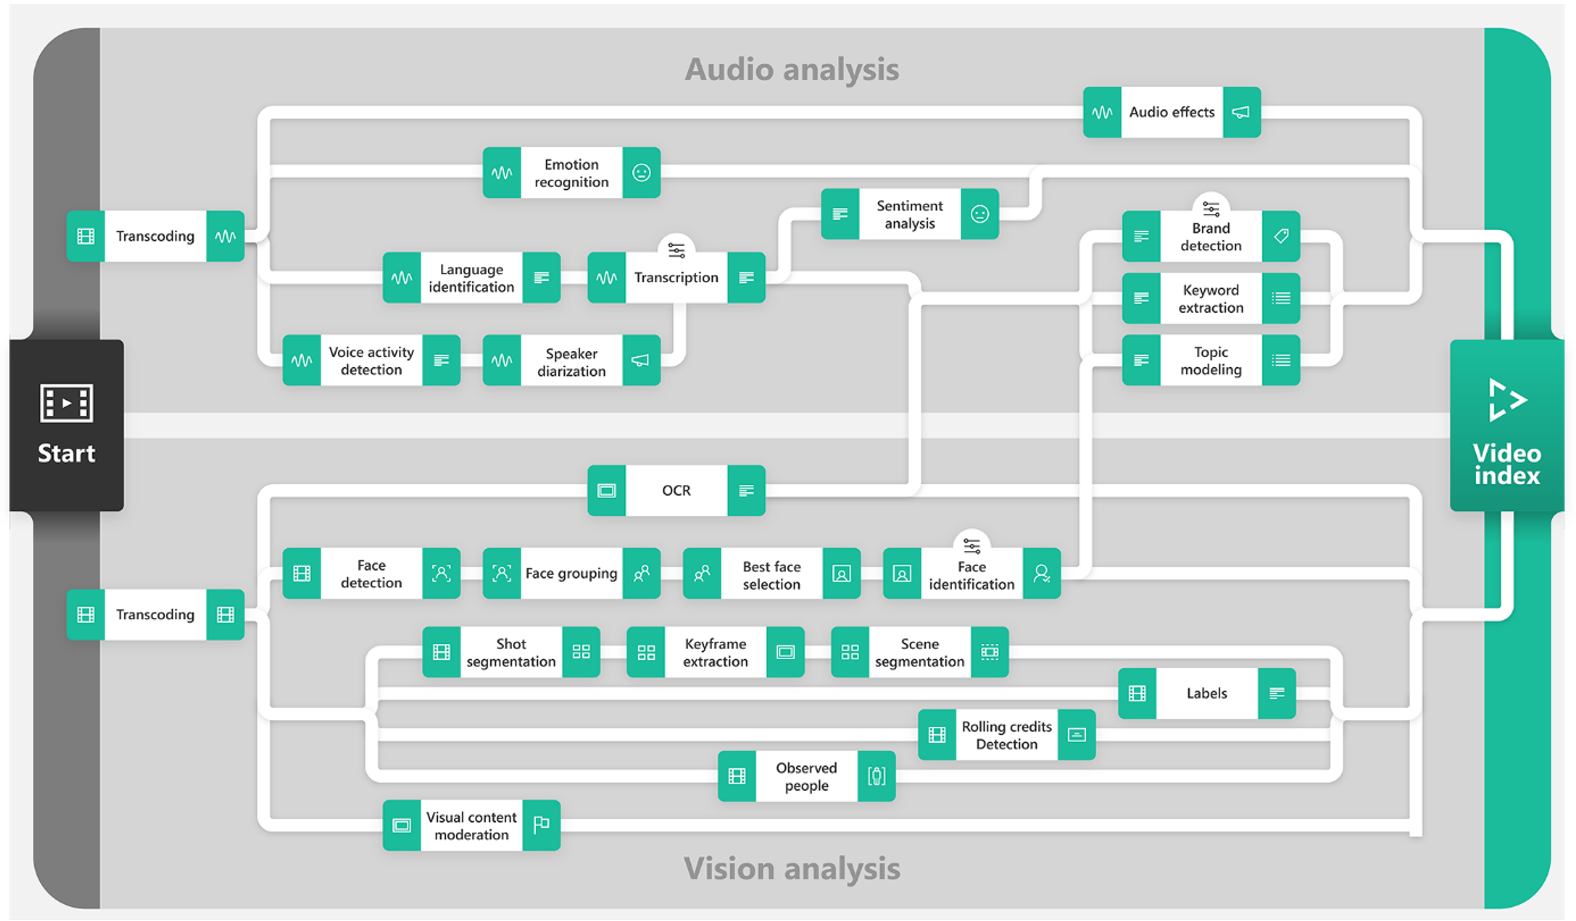 Audio analysis
Audio effects
Emotion
recognition
Sentiment
analysis
Transcoding
Brand
detection
Language
identification
Transcription
Keyword
extraction
Voice activity
detection
Speaker
diarization
Topic
modeling
Start
Video
index
OCR
Face
detection
Face grouping
Best face
selection
Face
identification
Transcoding
Shot
segmentation
Keyframe
extraction
Scene
segmentation
Labels
Rolling credits
Detection
Observed
people
Visual content
moderation
Vision analysis